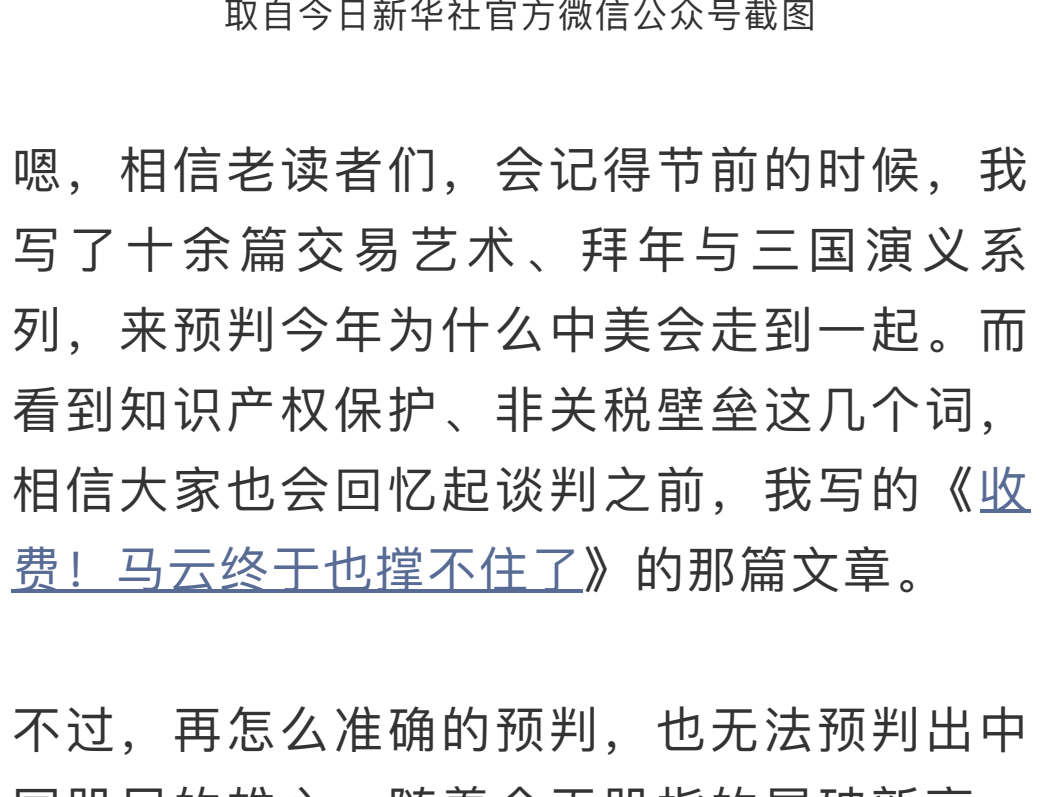 取自今日新华社官方微信公众号截图
嗯，相信老读者们，会记得节前的时候，我
写了十余篇交易艺术、拜年与三国演义系
列，来预判今年为什么中美会走到一起。而
看到知识产权保护、非关税壁垒这几个词，
相信大家也会回忆起谈判之前，我写的《收
费！马云终于也撑不住了》的那篇文章。
不过，再怎么准确的预判，也无法预判出中